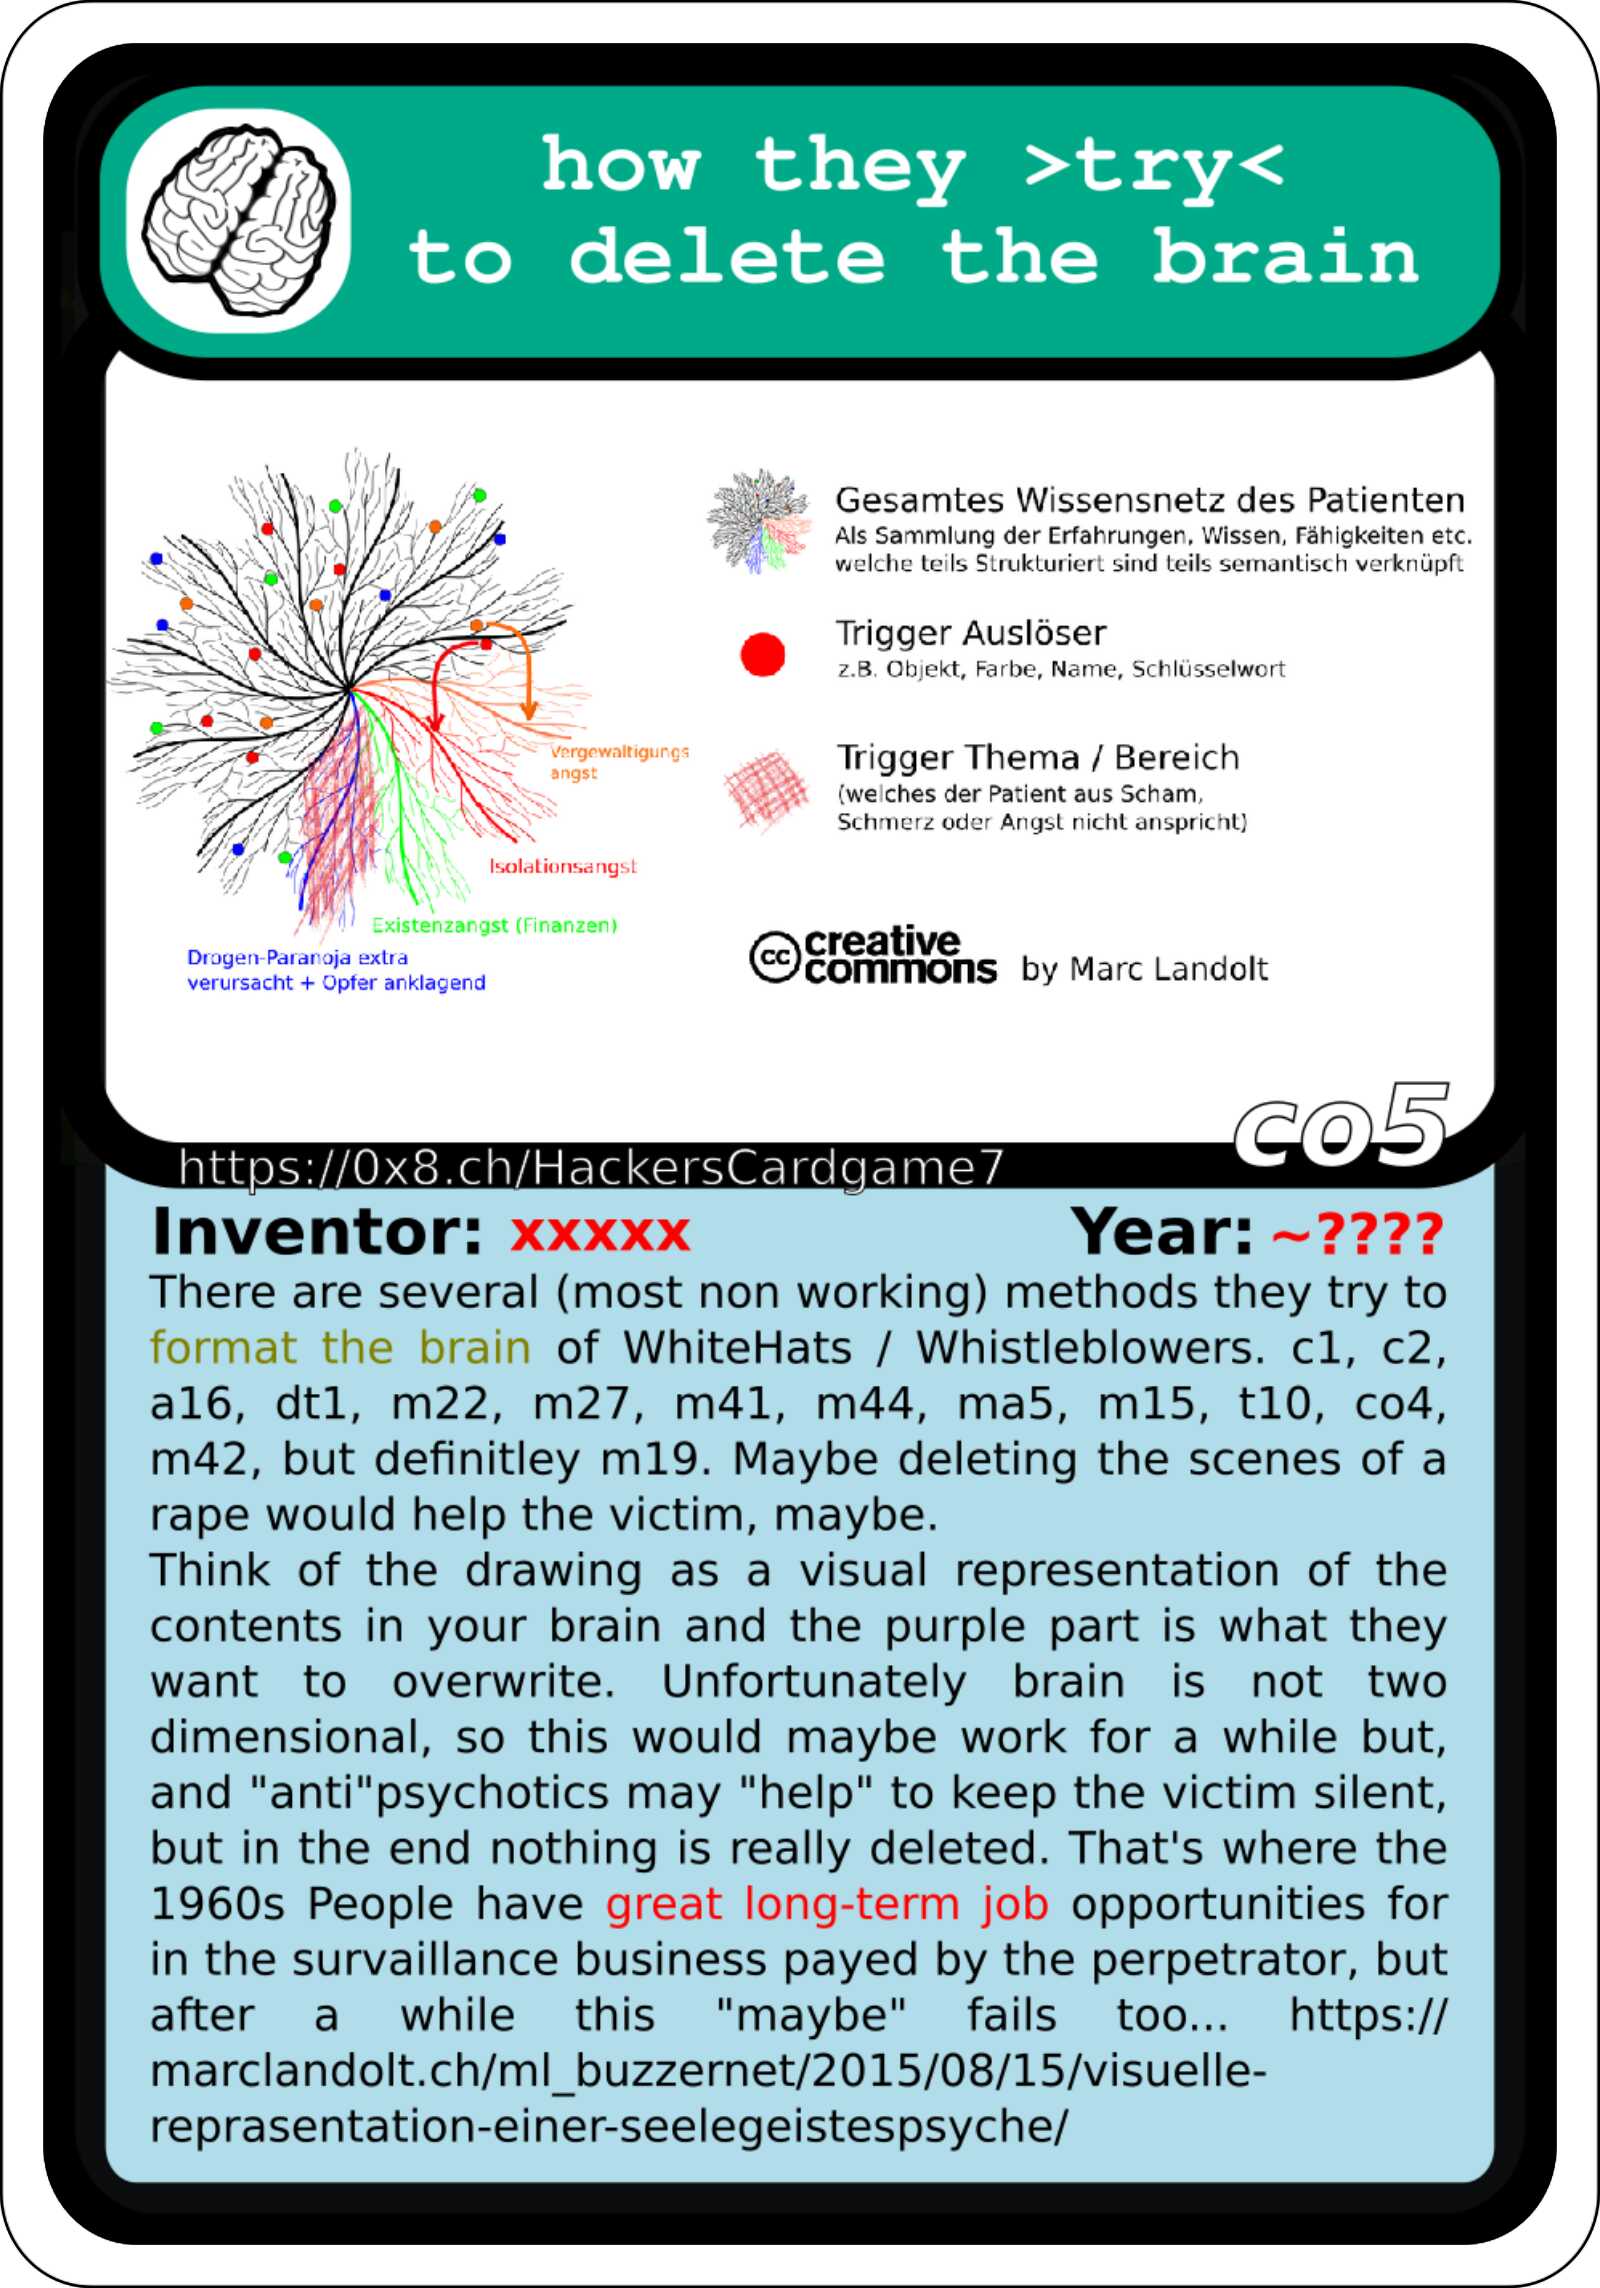 how they >try<
to delete the brain
Gesamtes Wissensnetz des Patienten
Als Sammlung der Erfahrungen, Wissen, Fähigkeiten etc.
welche teils Strukturiert sind teils semantisch verknüpft
Trigger Auslöser
z.B. Objekt, Farbe, Name, Schlüsselwort
Trigger Thema / Bereich
(welches der Patient aus Scham,
Schmerz oder Angst nicht anspricht)
Vergewaltigungs
angst
Isolationsangst
Existenzangst (Finanzen)
Drogen-Paranoja extra
verursacht + Opfer anklagend
cc creative
commons by Marc Landolt
co5
https://0x8.ch/HackersCardgame7
Inventor: xxxxx Year: ~????
There are several (most non working) methods they try to
format the brain of WhiteHats / Whistleblowers. c1, c2,
a16, dt1, m22, m27, m41, m44, ma5, m15, t10, co4,
m42, but definitley m19. Maybe deleting the scenes of a
rape would help the victim, maybe.
Think of the drawing as a visual representation of the
contents in your brain and the purple part is what they
want to overwrite. Unfortunately brain is not two
dimensional, so this would maybe work for a while but,
and "anti"psychotics may "help" to keep the victim silent,
but in the end nothing is really deleted. That's where the
1960s People have great long-term job opportunities for
in the survaillance business payed by the perpetrator, but
after a while this "maybe" fails too... https://
marclandolt.ch/ml_buzzernet/2015/08/15/visuelle-
reprasentation-einer-seelegeistespsyche/